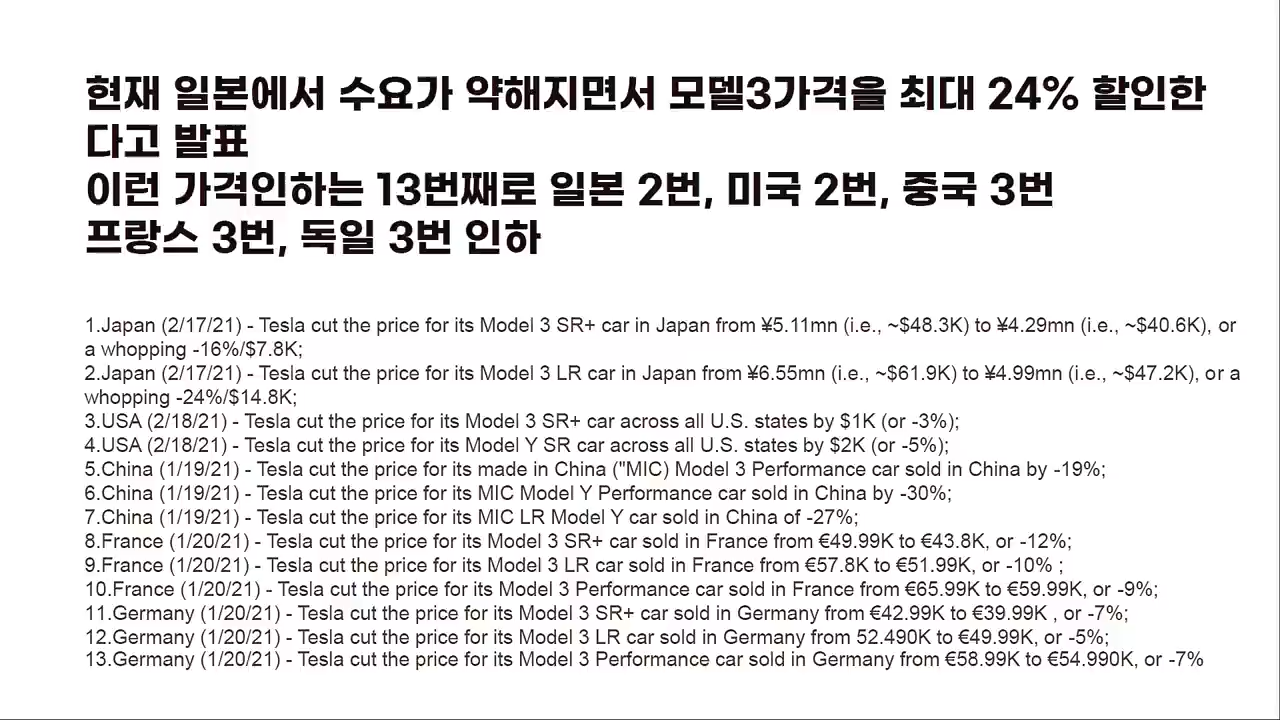 현재 일본에서 수요가 약해지면서 모델3가격을 최대 24% 할인한
다고 발표
이런 가격인하는 13번째로 일본 2번, 미국 2번, 중국 3번
프랑스 3번, 독일 3번 인하
1.Japan (2/17/21) - Tesla cut the price for its Model 3 SR+ car in Japan from ¥5.11mn (i.e., ~$48.3K) to ¥4.29mn (i.e., ~$40.6K), or
a whopping -16%/$7.8K;
2.Japan (2/17/21) - Tesla cut the price for its Model 3 LR car in Japan from ¥6.55mn (i.e., ~$61.9K) to ¥4.99mn (i.e., ~$47.2K), or a
whopping -24%/$14.8K;
3.USA (2/18/21) - Tesla cut the price for its Model 3 SR+ car across all U.S. states by $1K (or -3%);
4.USA (2/18/21) - Tesla cut the price for its Model Y SR car across all U.S. states by $2K (or -5%);
5.China (1/19/21) - Tesla cut the price for its made in China ("MIC) Model 3 Performance car sold in China by -19%;
6.China (1/19/21) - Tesla cut the price for its MIC Model Y Performance car sold in China by -30%;
7.China (1/19/21) - Tesla cut the price for its MIC LR Model Y car sold in China of -27%;
8.France (1/20/21) - Tesla cut the price for its Model 3 SR+ car sold in France from €49.99K to €43.8K, or -12%;
9.France (1/20/21) - Tesla cut the price for its Model 3 LR car sold in France from €57.8K to €51.99K, or -10% ;
10.France (1/20/21) - Tesla cut the price for its Model 3 Performance car sold in France from €65.99K to €59.99K, or -9%;
11.Germany (1/20/21) - Tesla cut the price for its Model 3 SR+ car sold in Germany from €42.99K to €39.99K , or -7%;
12.Germany (1/20/21) - Tesla cut the price for its Model 3 LR car sold in Germany from 52.490K to €49.99K, or -5%;
13.Germany (1/20/21) - Tesla cut the price for its Model 3 Performance car sold in Germany from €58.99K to €54.990K, or -7%